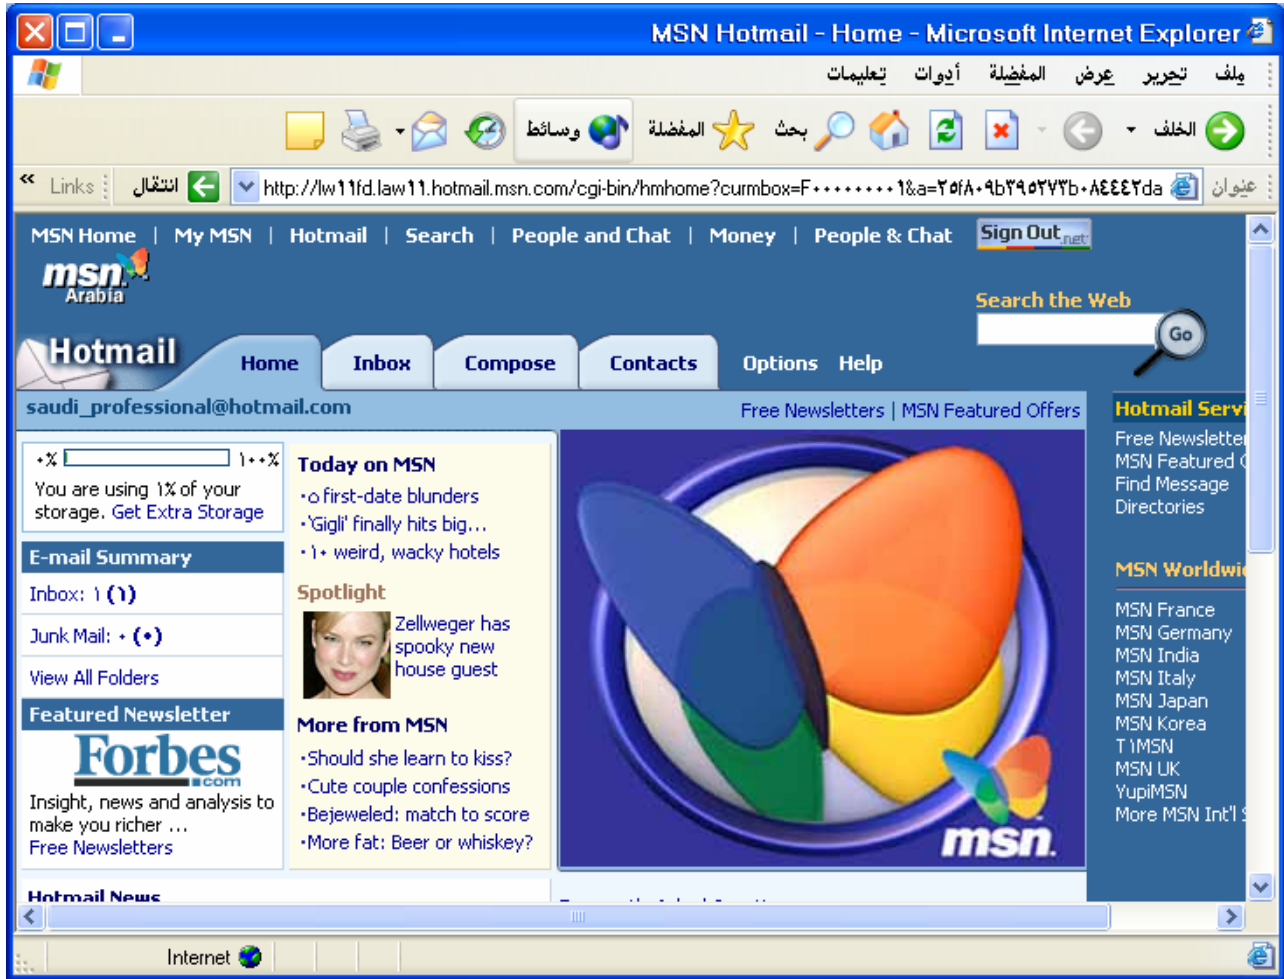 MSN Hotmail - Home - Microsoft Internet Explorer
ملف تحرير عرض المفضلة أدوات تعليمات
الخلف بحث المفضلة وسائط
عنوان http://lw١١fd.law١١.hotmail.msn.com/cgi-bin/hmhome?curmbox=F٠٠٠٠٠٠٠٠١&a=٢٥f٨٠٩b٣٩٥٢٧٣b٠٨٤٤٤٢da انتقال Links
MSN Home | My MSN | Hotmail | Search | People and Chat | Money | People & Chat Sign Out.net
msn
Arabia
Search the Web
Go
Hotmail Home Inbox Compose Contacts Options Help
saudi_professional@hotmail.com Free Newsletters | MSN Featured Offers
٠% ١٠٠%
You are using ١% of your
storage. Get Extra Storage
E-mail Summary
Inbox: ١ (١)
Junk Mail: ٠ (٠)
View All Folders
Featured Newsletter
Forbes
.com
Insight, news and analysis to
make you richer ...
Free Newsletters
Hotmail News
Today on MSN
·٥ first-date blunders
·'Gigli' finally hits big...
·١٠ weird, wacky hotels
Spotlight
Zellweger has
spooky new
house guest
More from MSN
·Should she learn to kiss?
·Cute couple confessions
·Bejeweled: match to score
·More fat: Beer or whiskey?
msn.
Hotmail Servi
Free Newsletter
MSN Featured
Find Message
Directories
MSN Worldwi
MSN France
MSN Germany
MSN India
MSN Italy
MSN Japan
MSN Korea
T١MSN
MSN UK
YupiMSN
More MSN Int'l
Internet